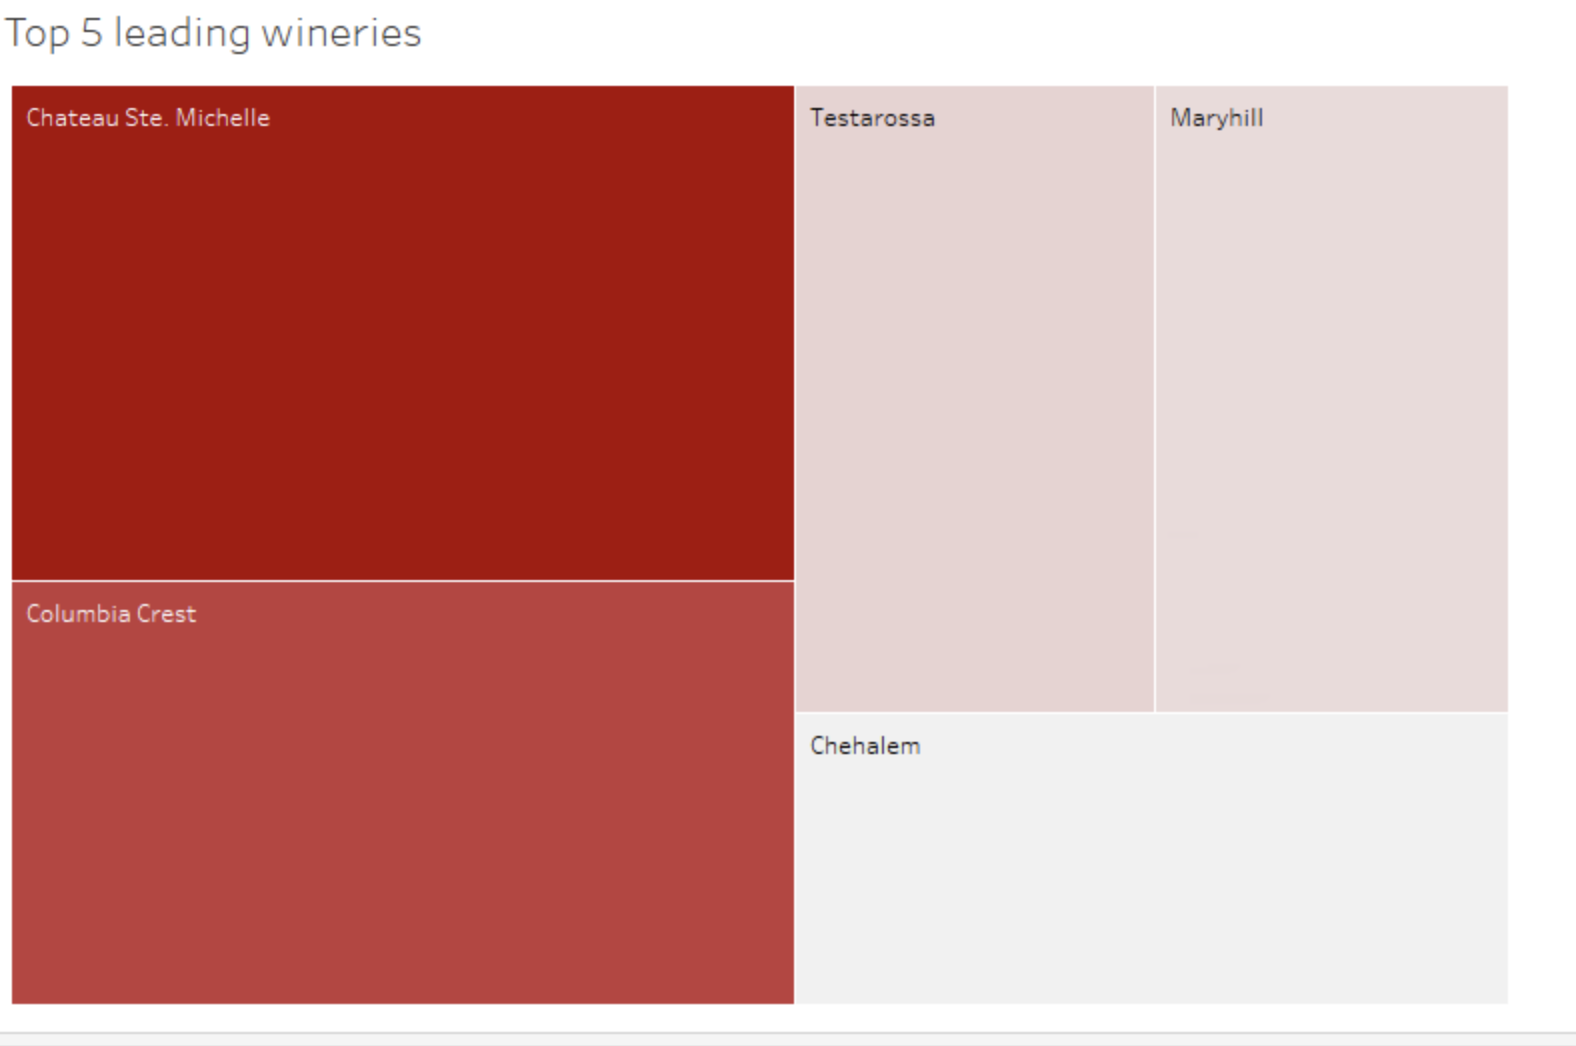 Top 5 leading wineries
Chateau Ste. Michelle
Testarossa
Maryhill
Columbia Crest
Chehalem